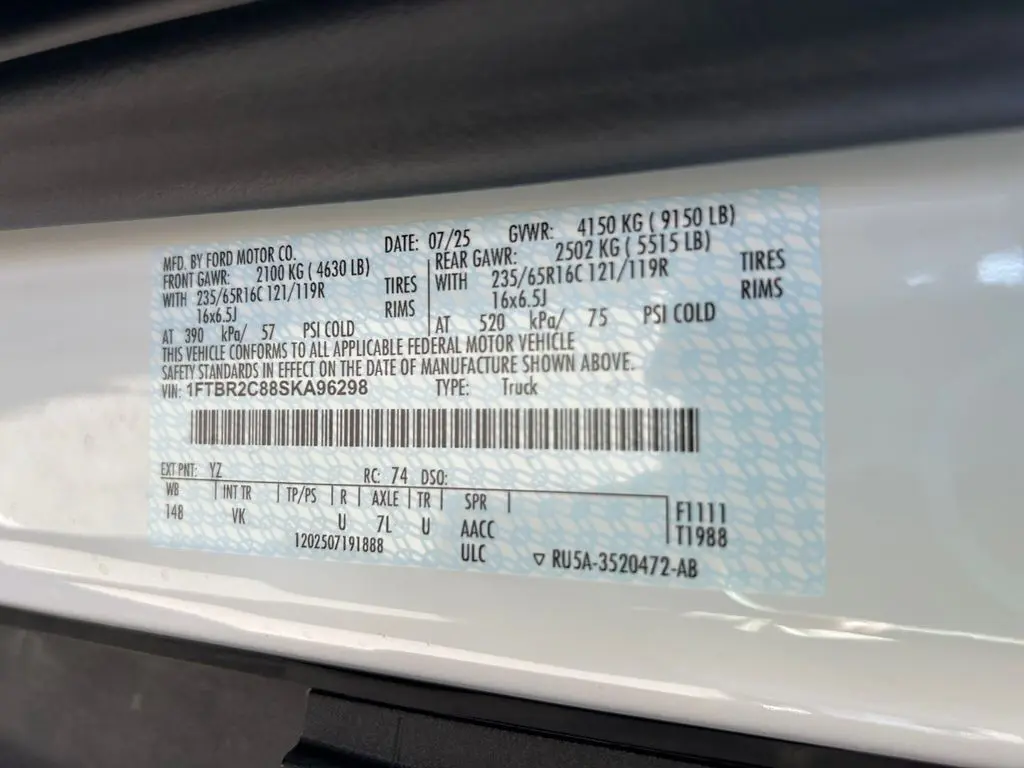 MFD. BY FORD MOTOR CO. DATE: 07/25 GVWR: 4150 KG ( 9150 LB)
FRONT GAWR: 2100 KG ( 4630 LB) REAR GAWR: 2502 KG ( 5515 LB)
WITH 235/65R16C 121/119R TIRES WITH 235/65R16C 121/119R TIRES
16x6.5J RIMS 16x6.5J RIMS
AT 390 kPa/ 57 PSI COLD AT 520 kPa/ 75 PSI COLD
THIS VEHICLE CONFORMS TO ALL APPLICABLE FEDERAL MOTOR VEHICLE
SAFETY STANDARDS IN EFFECT ON THE DATE OF MANUFACTURE SHOWN ABOVE.
VIN: 1FTBR2C88SKA96298 TYPE: Truck
EXT PNT: YZ RC: 74 DSO:
WB INT TR TP/PS R AXLE TR SPR F1111
148 VK U 7L U AACC T1988
1202507191888 ULC ▽ RU5A-3520472-AB